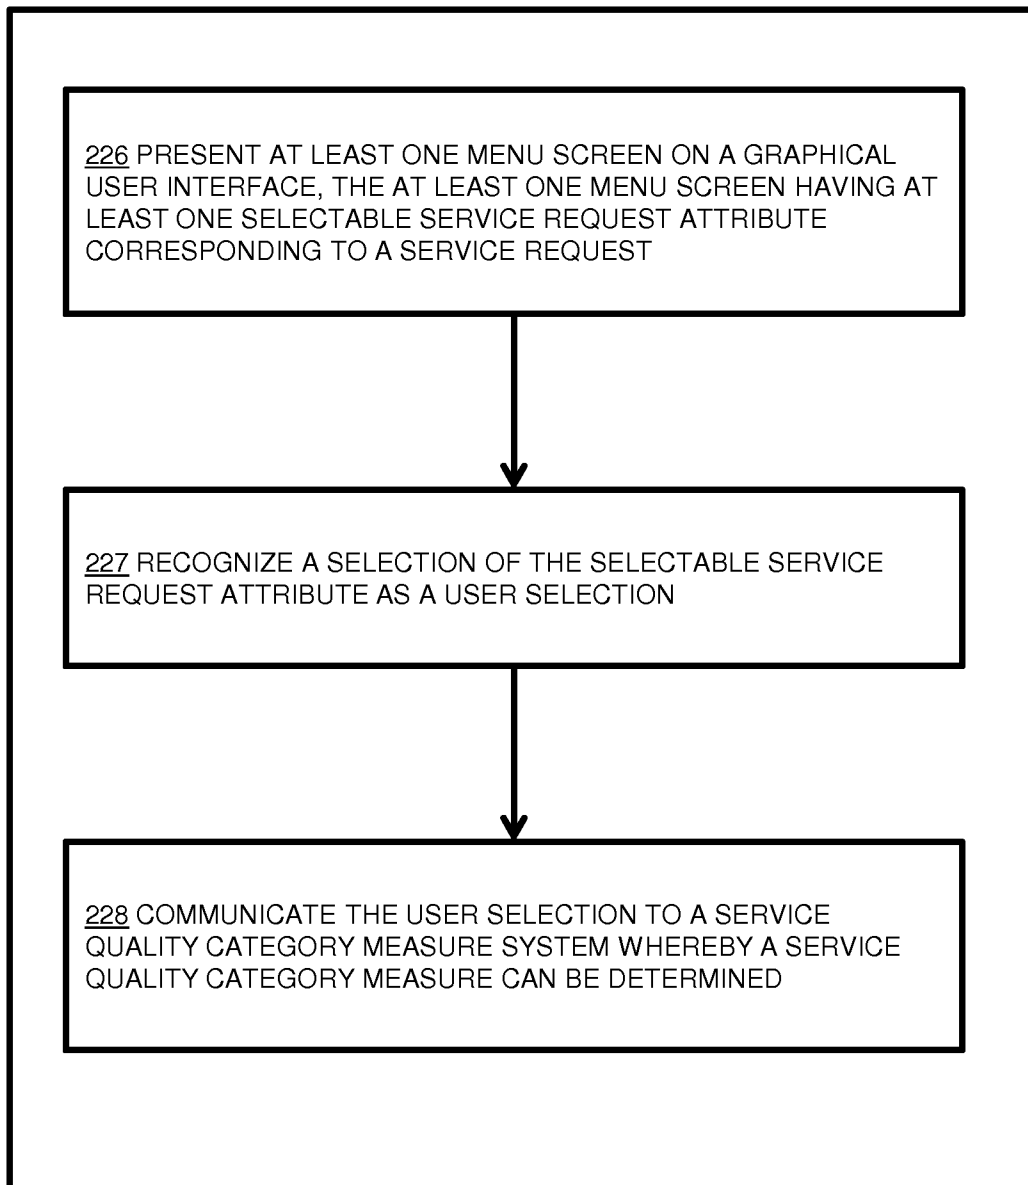 226 PRESENT AT LEAST ONE MENU SCREEN ON A GRAPHICAL
USER INTERFACE, THE AT LEAST ONE MENU SCREEN HAVING AT
LEAST ONE SELECTABLE SERVICE REQUEST ATTRIBUTE
CORRESPONDING TO A SERVICE REQUEST
227 RECOGNIZE A SELECTION OF THE SELECTABLE SERVICE
REQUEST ATTRIBUTE AS A USER SELECTION
228 COMMUNICATE THE USER SELECTION TO A SERVICE
QUALITY CATEGORY MEASURE SYSTEM WHEREBY A SERVICE
QUALITY CATEGORY MEASURE CAN BE DETERMINED